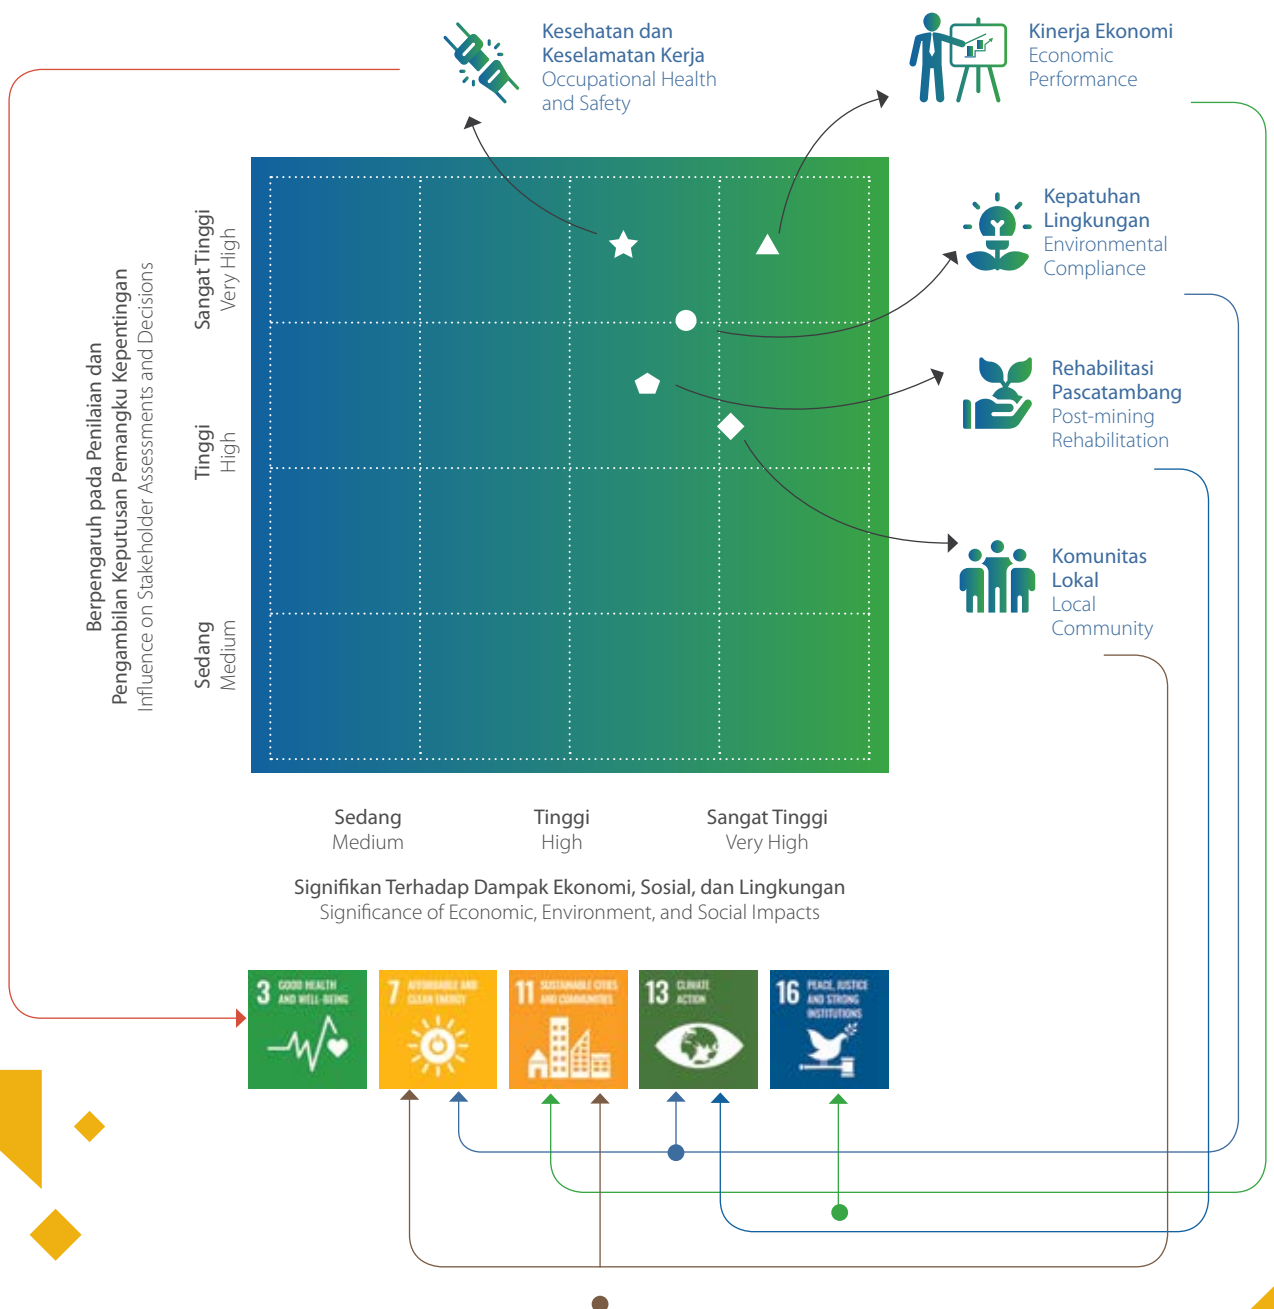 Kesehatan dan
Keselamatan Kerja
Occupational Health
and Safety
Kinerja Ekonomi
Economic
Performance
Kepatuhan
Lingkungan
Environmental
Compliance
Rehabilitasi
Pascatambang
Post-mining
Rehabilitation
Komunitas
Lokal
Local
Community
Berpengaruh pada Penilaian dan
Pengambilan Keputusan Pemangku Kepentingan
Influence on Stakeholder Assessments and Decisions
Sangat Tinggi
Very High
Tinggi
High
Sedang
Medium
Sedang
Medium
Tinggi
High
Sangat Tinggi
Very High
Signifikan Terhadap Dampak Ekonomi, Sosial, dan Lingkungan
Significance of Economic, Environment, and Social Impacts
3 GOOD HEALTH
AND WELL-BEING
7 AFFORDABLE AND
CLEAN ENERGY
11 SUSTAINABLE CITIES
AND COMMUNITIES
13 CLIMATE
ACTION
16 PEACE, JUSTICE
AND STRONG
INSTITUTIONS